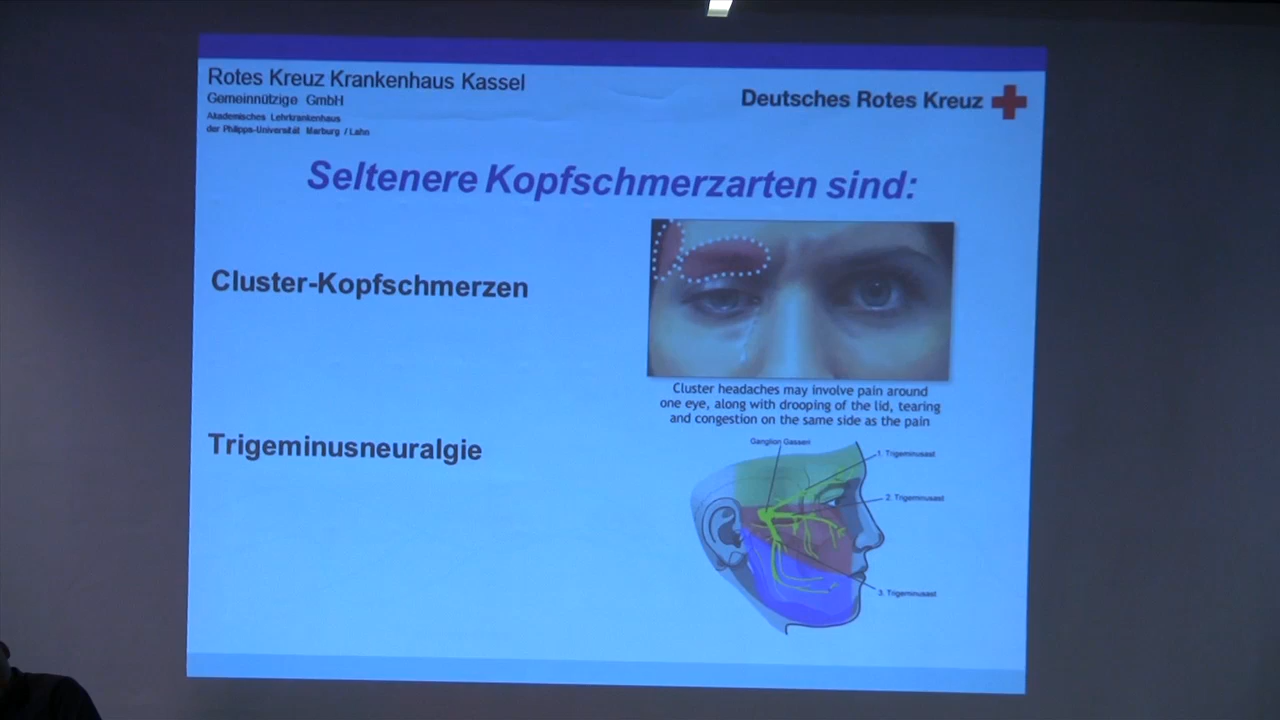 Rotes Kreuz Krankenhaus Kassel
Gemeinnützige GmbH
Akademisches Lehrkrankenhaus
der Philipps-Universität Marburg / Lahn
Deutsches Rotes Kreuz
Seltenere Kopfschmerzarten sind:
Cluster-Kopfschmerzen
Cluster headaches may involve pain around
one eye, along with drooping of the lid, tearing
and congestion on the same side as the pain
Trigeminusneuralgie
Ganglion Gasseri
1. Trigeminusast
2. Trigeminusast
3. Trigeminusast